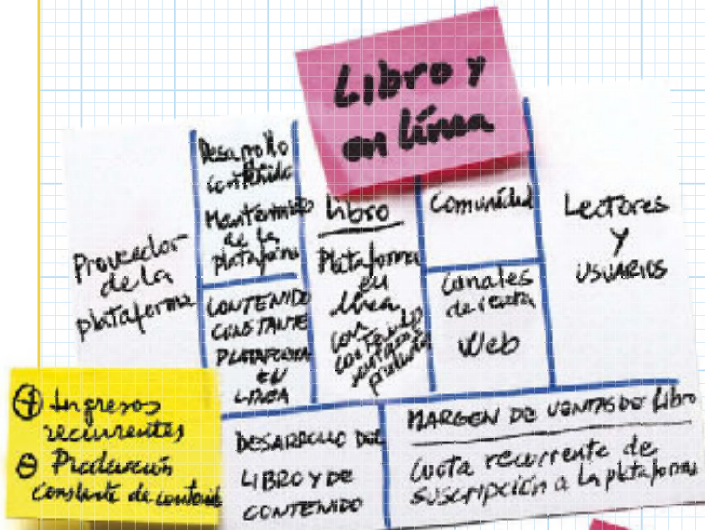 Libro y
en línea
Proveedor
de la
plataforma
Desarrollo
contenido
Mantenimiento
de la
plataforma
CONTENIDO
CONSTANTE
PLATAFORMA
EN
LÍNEA
Libro
Plataforma
en
línea
con
contenido
Comunidad
Canales
de venta
Web
Lectores
Y
USUARIOS
DESARROLLO DEL
LIBRO Y DE
CONTENIDO
MARGEN DE VENTAS DE libro
Cuota recurrente de
suscripción a la plataforma
+ Ingresos
recurrentes
- Producción
constante de contenido